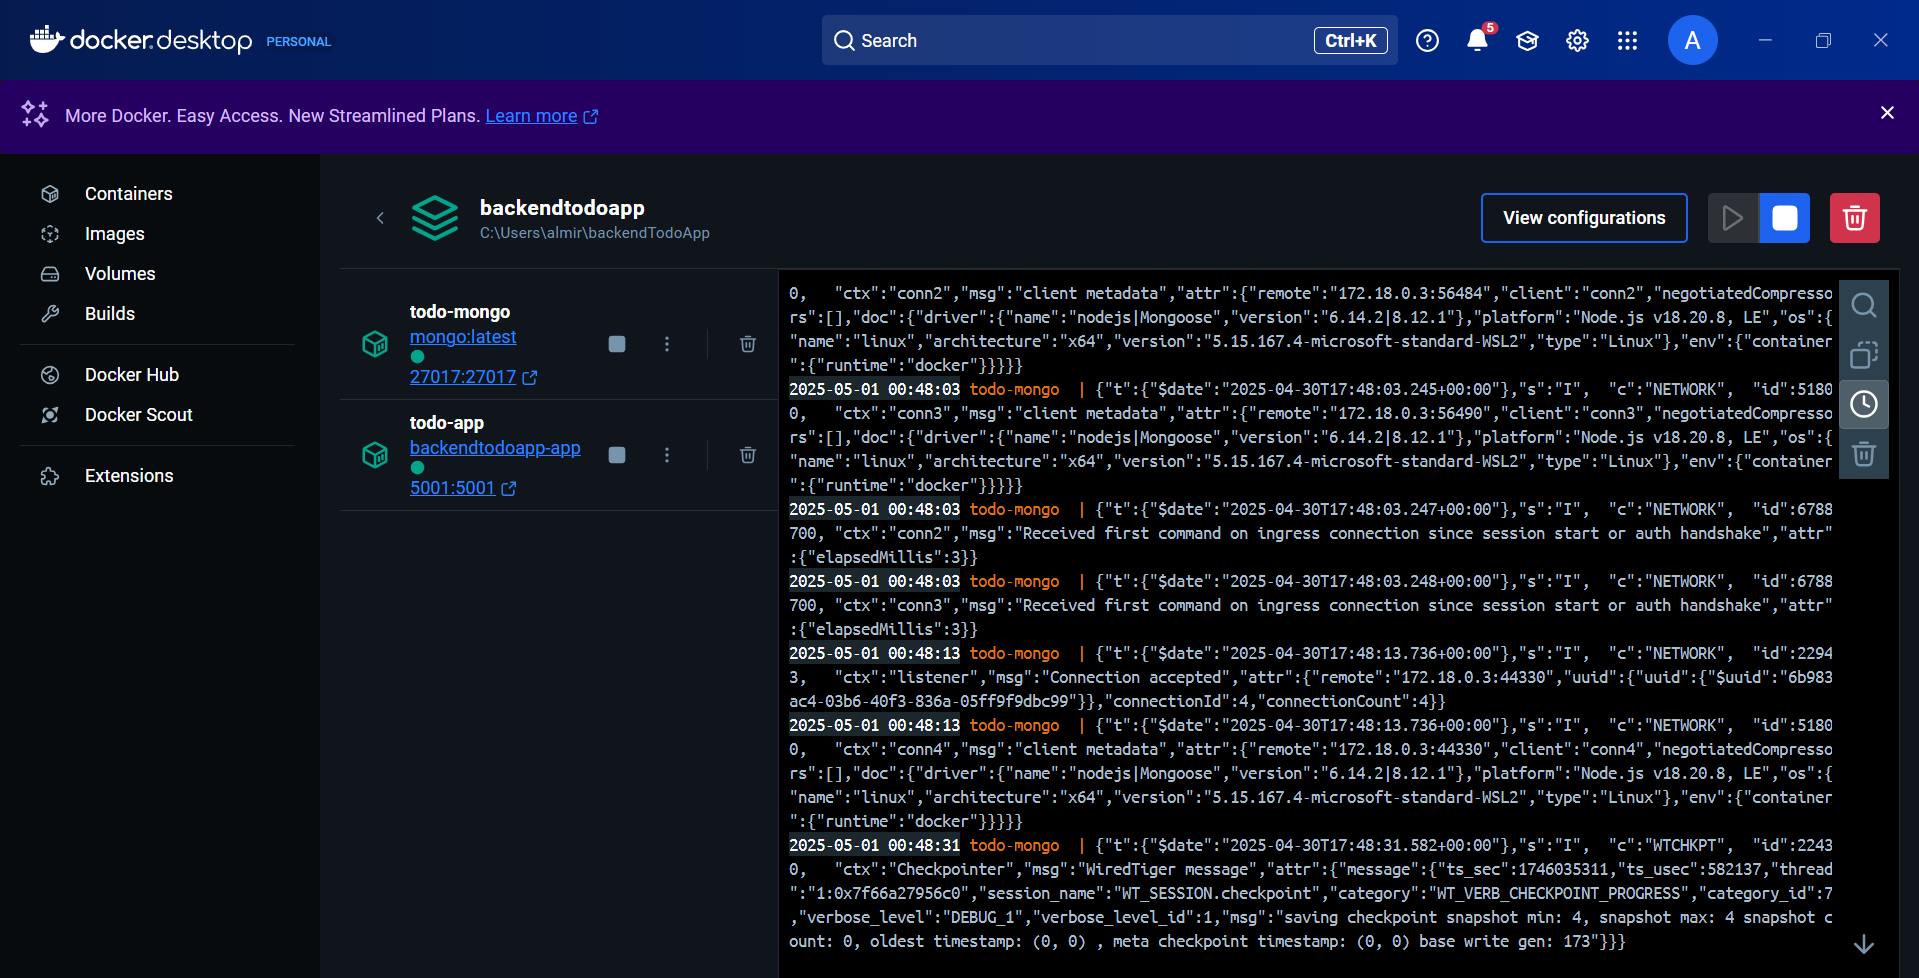 docker.desktop PERSONAL
Search
Ctrl+K
5
A
More Docker. Easy Access. New Streamlined Plans. Learn more
Containers
Images
Volumes
Builds
Docker Hub
Docker Scout
Extensions
backendtodoapp
C:\Users\almir\backendTodoApp
View configurations
todo-mongo
mongo:latest
27017:27017
todo-app
backendtodoapp-app
5001:5001
0,   "ctx":"conn2","msg":"client metadata","attr":{"remote":"172.18.0.3:56484","client":"conn2","negotiatedCompresso
rs":[],"doc":{"driver":{"name":"nodejs|Mongoose","version":"6.14.2|8.12.1"},"platform":"Node.js v18.20.8, LE","os":{
"name":"linux","architecture":"x64","version":"5.15.167.4-microsoft-standard-WSL2","type":"Linux"},"env":{"container
":{"runtime":"docker"}}}}}
2025-05-01 00:48:03 todo-mongo  | {"t":{"$date":"2025-04-30T17:48:03.245+00:00"},"s":"I",  "c":"NETWORK",  "id":5180
0,   "ctx":"conn3","msg":"client metadata","attr":{"remote":"172.18.0.3:56490","client":"conn3","negotiatedCompresso
rs":[],"doc":{"driver":{"name":"nodejs|Mongoose","version":"6.14.2|8.12.1"},"platform":"Node.js v18.20.8, LE","os":{
"name":"linux","architecture":"x64","version":"5.15.167.4-microsoft-standard-WSL2","type":"Linux"},"env":{"container
":{"runtime":"docker"}}}}}
2025-05-01 00:48:03 todo-mongo  | {"t":{"$date":"2025-04-30T17:48:03.247+00:00"},"s":"I",  "c":"NETWORK",  "id":6788
700, "ctx":"conn2","msg":"Received first command on ingress connection since session start or auth handshake","attr"
:{"elapsedMillis":3}}
2025-05-01 00:48:03 todo-mongo  | {"t":{"$date":"2025-04-30T17:48:03.248+00:00"},"s":"I",  "c":"NETWORK",  "id":6788
700, "ctx":"conn3","msg":"Received first command on ingress connection since session start or auth handshake","attr"
:{"elapsedMillis":3}}
2025-05-01 00:48:13 todo-mongo  | {"t":{"$date":"2025-04-30T17:48:13.736+00:00"},"s":"I",  "c":"NETWORK",  "id":2294
3,   "ctx":"listener","msg":"Connection accepted","attr":{"remote":"172.18.0.3:44330","uuid":{"uuid":{"$uuid":"6b983
ac4-03b6-40f3-836a-05ff9f9dbc99"}},"connectionId":4,"connectionCount":4}}
2025-05-01 00:48:13 todo-mongo  | {"t":{"$date":"2025-04-30T17:48:13.736+00:00"},"s":"I",  "c":"NETWORK",  "id":5180
0,   "ctx":"conn4","msg":"client metadata","attr":{"remote":"172.18.0.3:44330","client":"conn4","negotiatedCompresso
rs":[],"doc":{"driver":{"name":"nodejs|Mongoose","version":"6.14.2|8.12.1"},"platform":"Node.js v18.20.8, LE","os":{
"name":"linux","architecture":"x64","version":"5.15.167.4-microsoft-standard-WSL2","type":"Linux"},"env":{"container
":{"runtime":"docker"}}}}}
2025-05-01 00:48:31 todo-mongo  | {"t":{"$date":"2025-04-30T17:48:31.582+00:00"},"s":"I",  "c":"WTCHKPT",  "id":2243
0,   "ctx":"Checkpointer","msg":"WiredTiger message","attr":{"message":{"ts_sec":1746035311,"ts_usec":582137,"thread
":"1:0x7f66a27956c0","session_name":"WT_SESSION.checkpoint","category":"WT_VERB_CHECKPOINT_PROGRESS","category_id":7
,"verbose_level":"DEBUG_1","verbose_level_id":1,"msg":"saving checkpoint snapshot min: 4, snapshot max: 4 snapshot c
ount: 0, oldest timestamp: (0, 0) , meta checkpoint timestamp: (0, 0) base write gen: 173"}}}